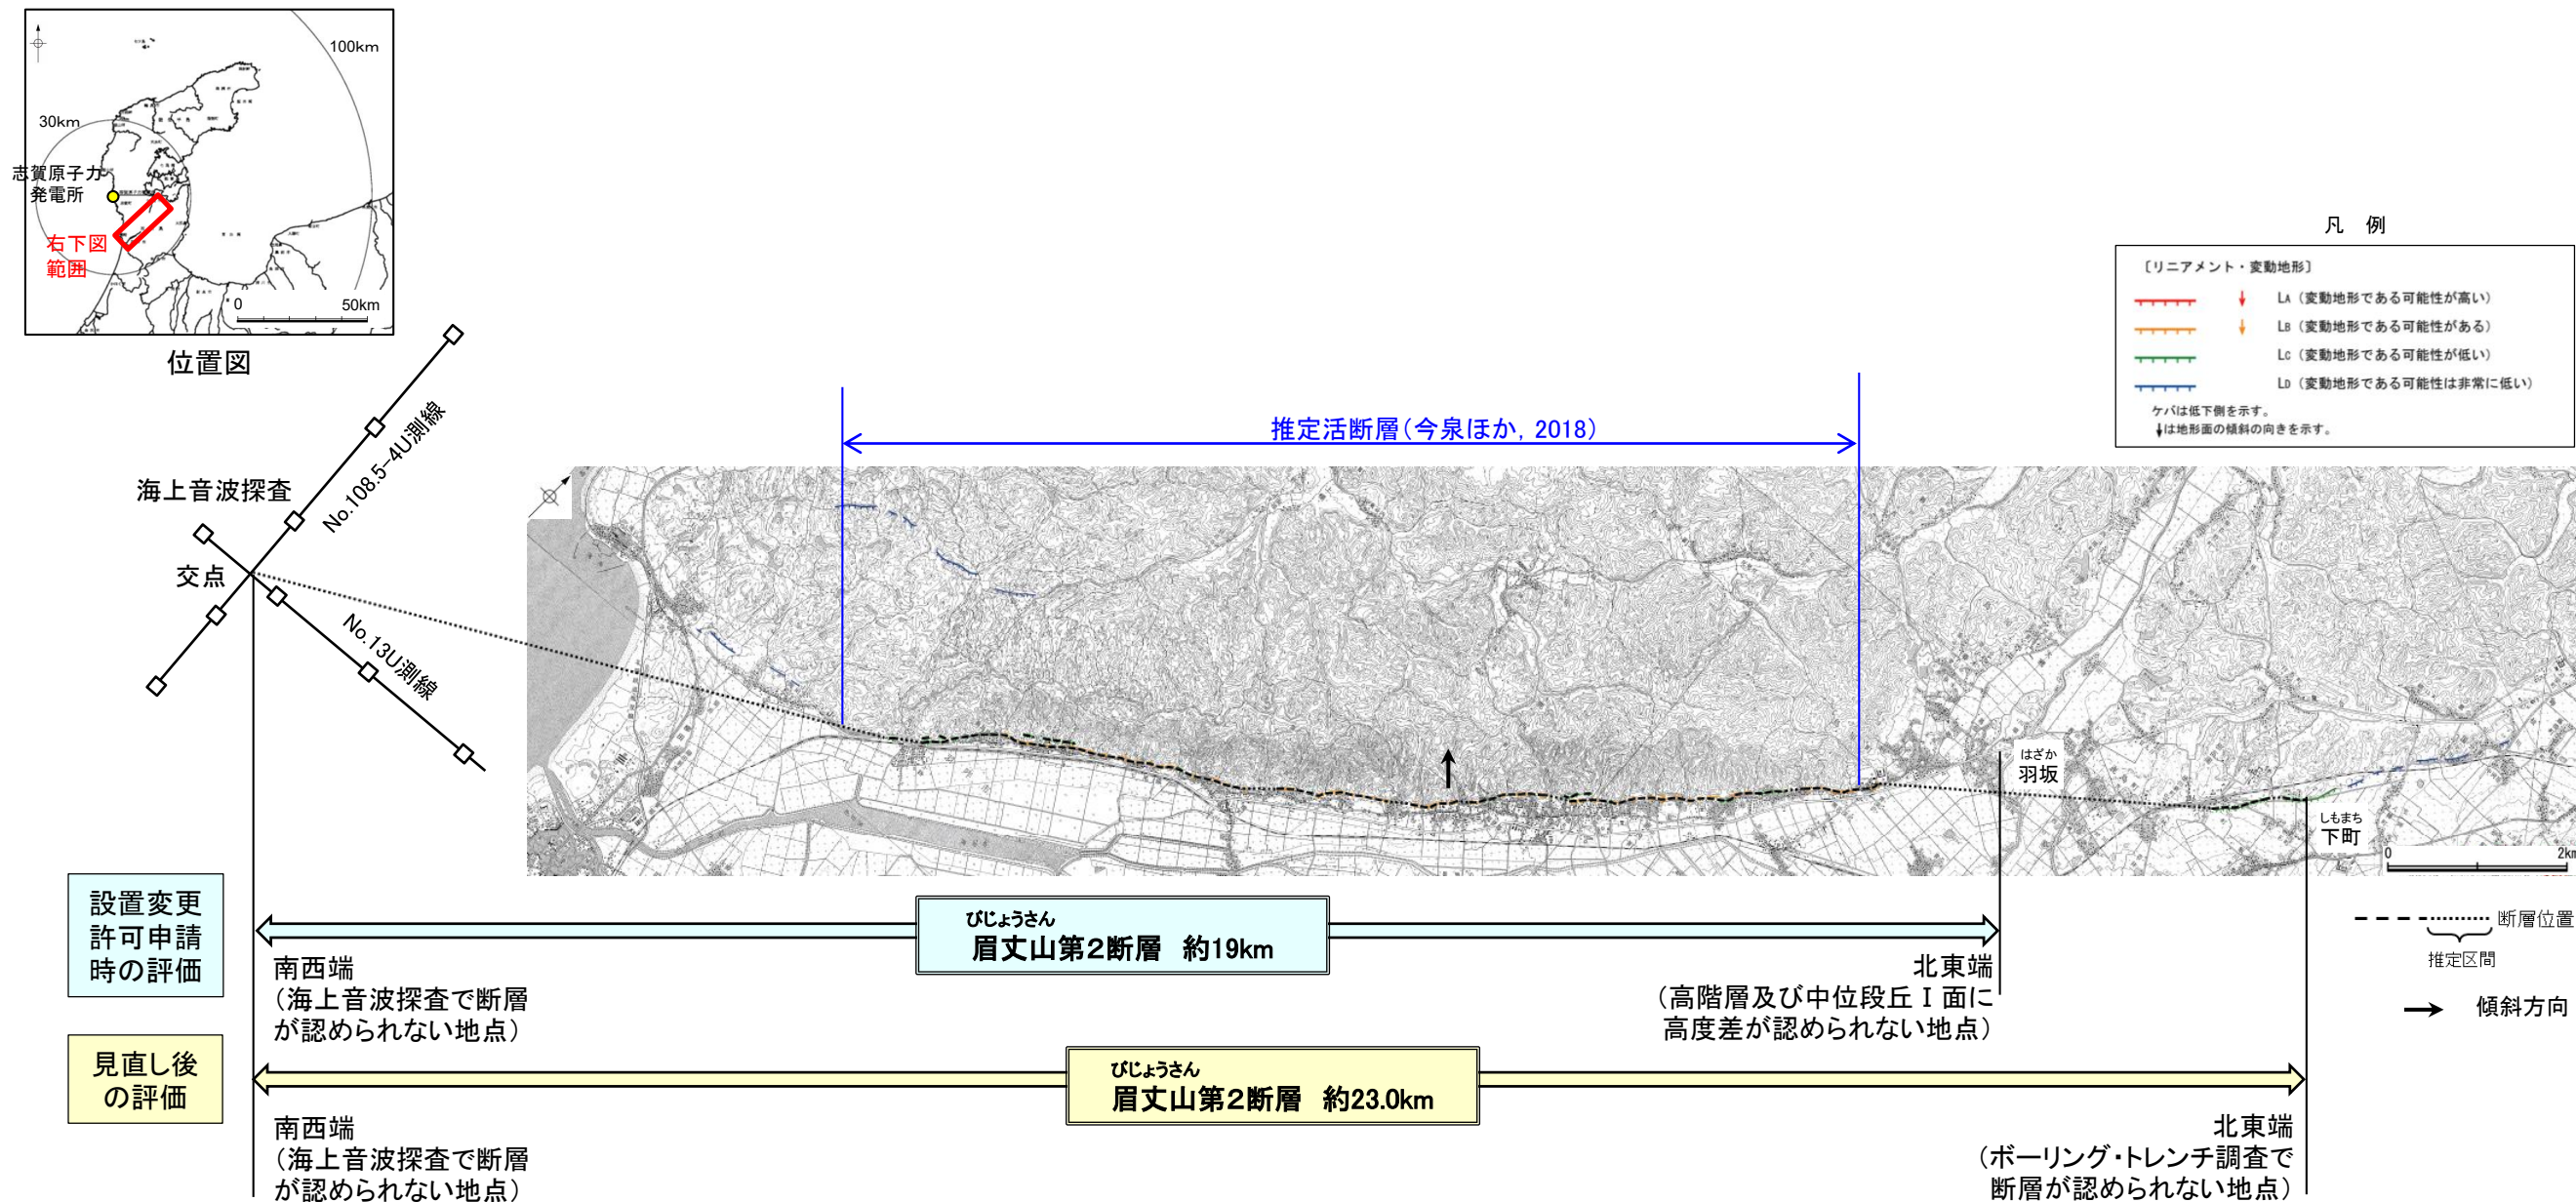 100km
30km
志賀原子力
発電所
右下図
範囲
0 50km
位置図
凡 例
〔リニアメント・変動地形〕
LA (変動地形である可能性が高い)
LB (変動地形である可能性がある)
LC (変動地形である可能性が低い)
LD (変動地形である可能性は非常に低い)
ケバは低下側を示す。
↓は地形面の傾斜の向きを示す。
推定活断層(今泉ほか, 2018)
海上音波探査
No.108.5-4U測線
交点
No.13U測線
はざか
羽坂
しもまち
下町
0 2km
設置変更
許可申請
時の評価
びじょうさん
眉丈山第2断層 約19km
南西端
(海上音波探査で断層
が認められない地点)
北東端
(高階層及び中位段丘Ⅰ面に
高度差が認められない地点)
断層位置
推定区間
傾斜方向
見直し後
の評価
びじょうさん
眉丈山第2断層 約23.0km
南西端
(海上音波探査で断層
が認められない地点)
北東端
(ボーリング・トレンチ調査で
断層が認められない地点)